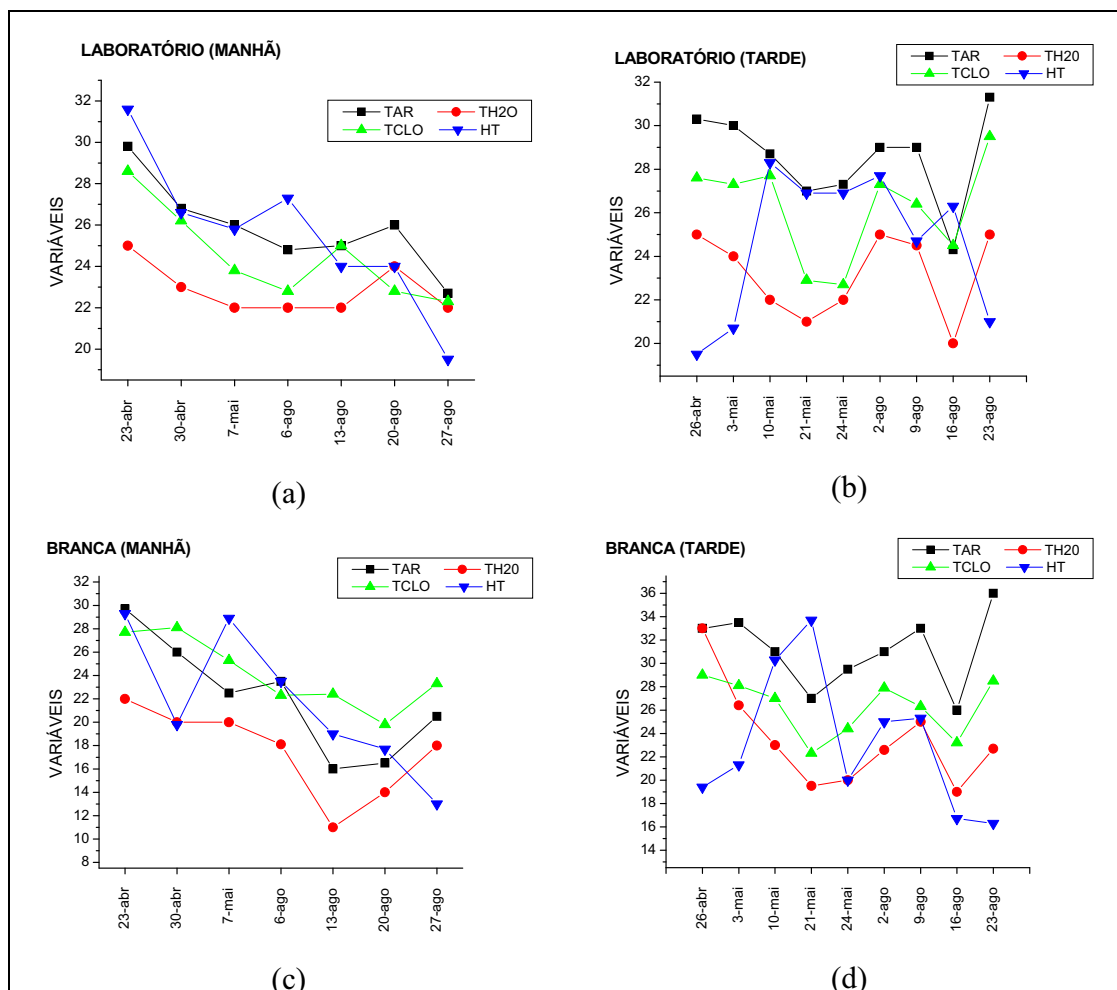 LABORATÓRIO (MANHÃ)
TAR TH2O
TCLO HT
VARIÁVEIS
32
30
28
26
24
22
20
23-abr
30-abr
7-mai
6-ago
13-ago
20-ago
27-ago
(a)
LABORATÓRIO (TARDE)
TAR TH20
TCLO HT
VARIÁVEIS
32
30
28
26
24
22
20
26-abr
3-mai
10-mai
21-mai
24-mai
2-ago
9-ago
16-ago
23-ago
(b)
BRANCA (MANHÃ)
TAR TH20
TCLO HT
VARIÁVEIS
32
30
28
26
24
22
20
18
16
14
12
10
8
23-abr
30-abr
7-mai
6-ago
13-ago
20-ago
27-ago
(c)
BRANCA (TARDE)
TAR TH20
TCLO HT
VARIÁVEIS
36
34
32
30
28
26
24
22
20
18
16
14
26-abr
3-mai
10-mai
21-mai
24-mai
2-ago
9-ago
16-ago
23-ago
(d)